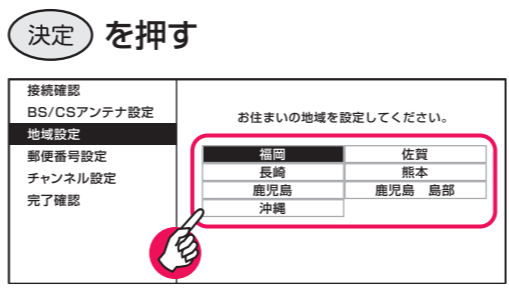 決定 を押す
接続確認
BS/CSアンテナ設定
地域設定
郵便番号設定
チャンネル設定
完了確認
お住まいの地域を設定してください。
福岡 佐賀
長崎 熊本
鹿児島 鹿児島 島部
沖縄